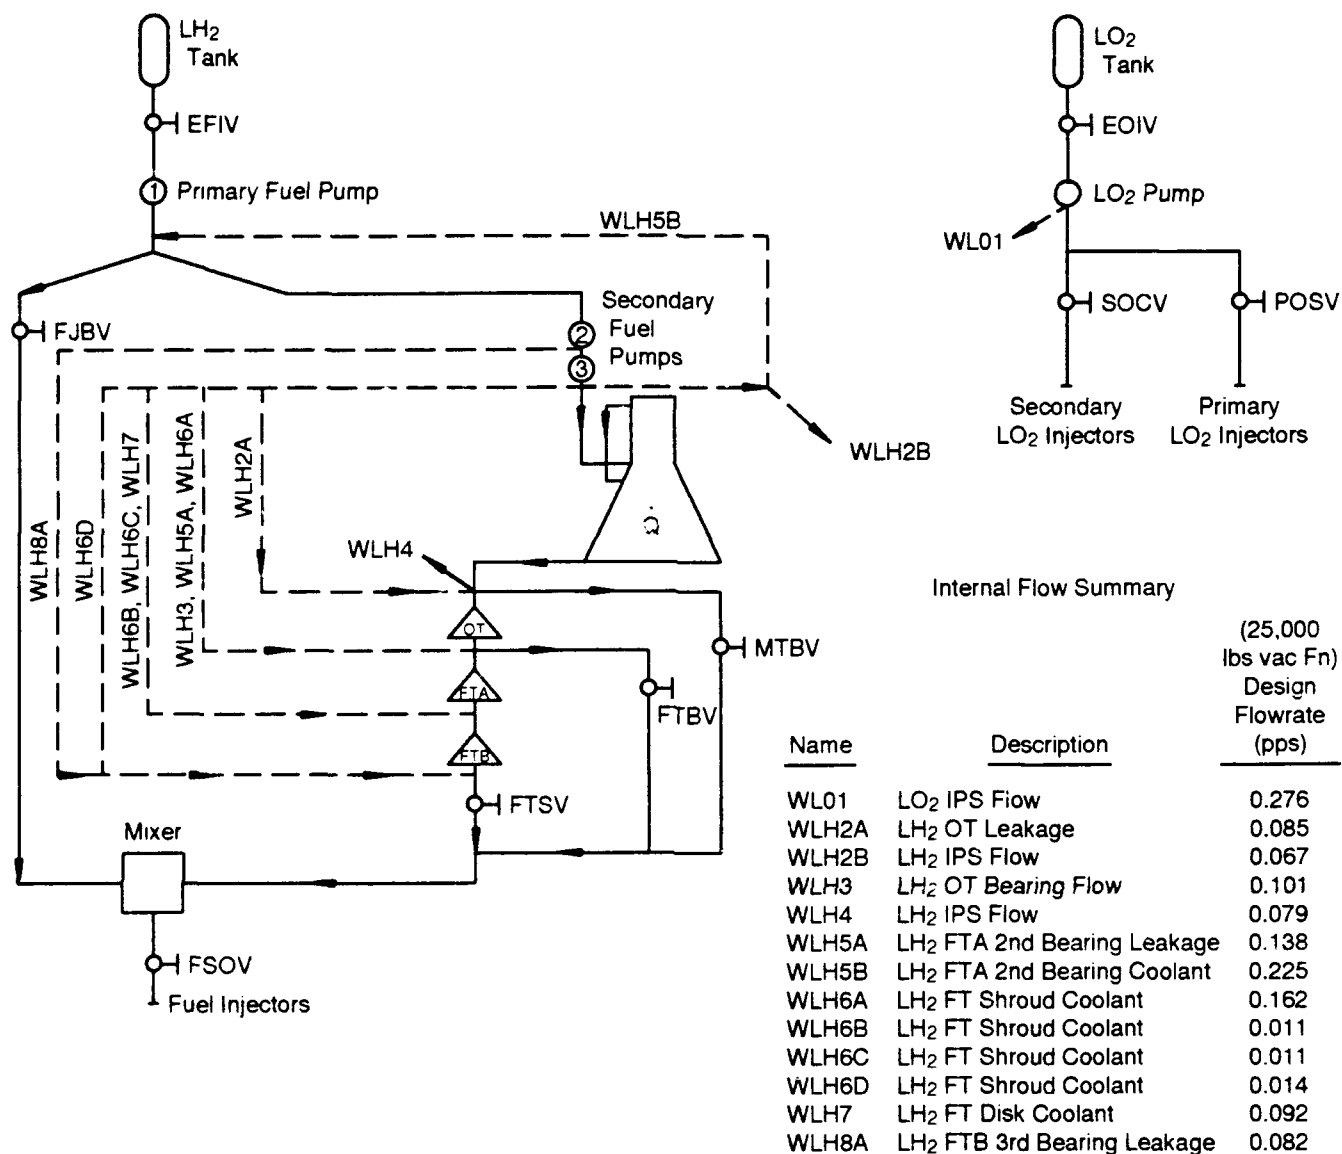 LH2
Tank
EFIV
1 Primary Fuel Pump
WLH5B
FJBV
Secondary
Fuel
Pumps
2
3
WLH2B
WLH8A
WLH6D
WLH6B, WLH6C, WLH7
WLH3, WLH5A, WLH6A
WLH2A
WLH4
Q̇
OT
FTA
FTB
MTBV
FTBV
FTSV
Mixer
FSOV
Fuel Injectors
LO2
Tank
EOIV
LO2 Pump
WL01
SOCV
POSV
Secondary
LO2 Injectors
Primary
LO2 Injectors
Internal Flow Summary
(25,000
lbs vac Fn)
Design
Flowrate
Name Description (pps)
WL01 LO2 IPS Flow 0.276
WLH2A LH2 OT Leakage 0.085
WLH2B LH2 IPS Flow 0.067
WLH3 LH2 OT Bearing Flow 0.101
WLH4 LH2 IPS Flow 0.079
WLH5A LH2 FTA 2nd Bearing Leakage 0.138
WLH5B LH2 FTA 2nd Bearing Coolant 0.225
WLH6A LH2 FT Shroud Coolant 0.162
WLH6B LH2 FT Shroud Coolant 0.011
WLH6C LH2 FT Shroud Coolant 0.011
WLH6D LH2 FT Shroud Coolant 0.014
WLH7 LH2 FT Disk Coolant 0.092
WLH8A LH2 FTB 3rd Bearing Leakage 0.082